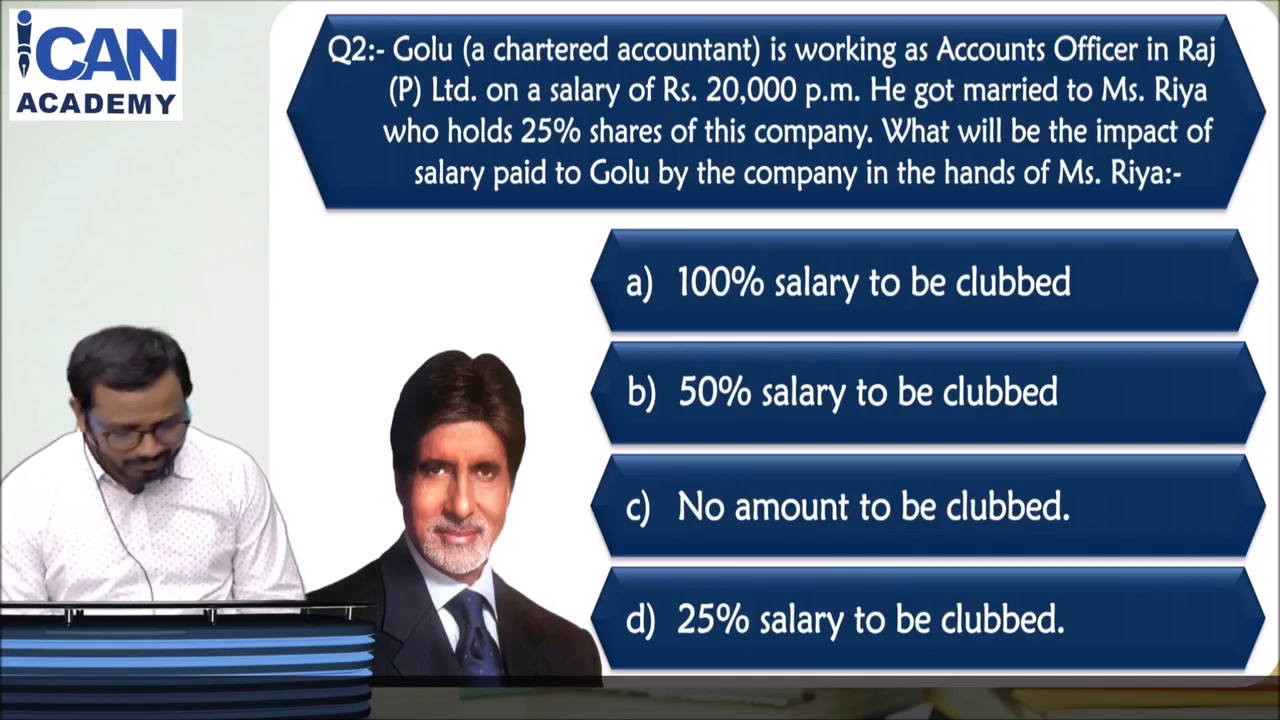 iCAN
ACADEMY
Q2:- Golu (a chartered accountant) is working as Accounts Officer in Raj
(P) Ltd. on a salary of Rs. 20,000 p.m. He got married to Ms. Riya
who holds 25% shares of this company. What will be the impact of
salary paid to Golu by the company in the hands of Ms. Riya:-
a) 100% salary to be clubbed
b) 50% salary to be clubbed
c) No amount to be clubbed.
d) 25% salary to be clubbed.